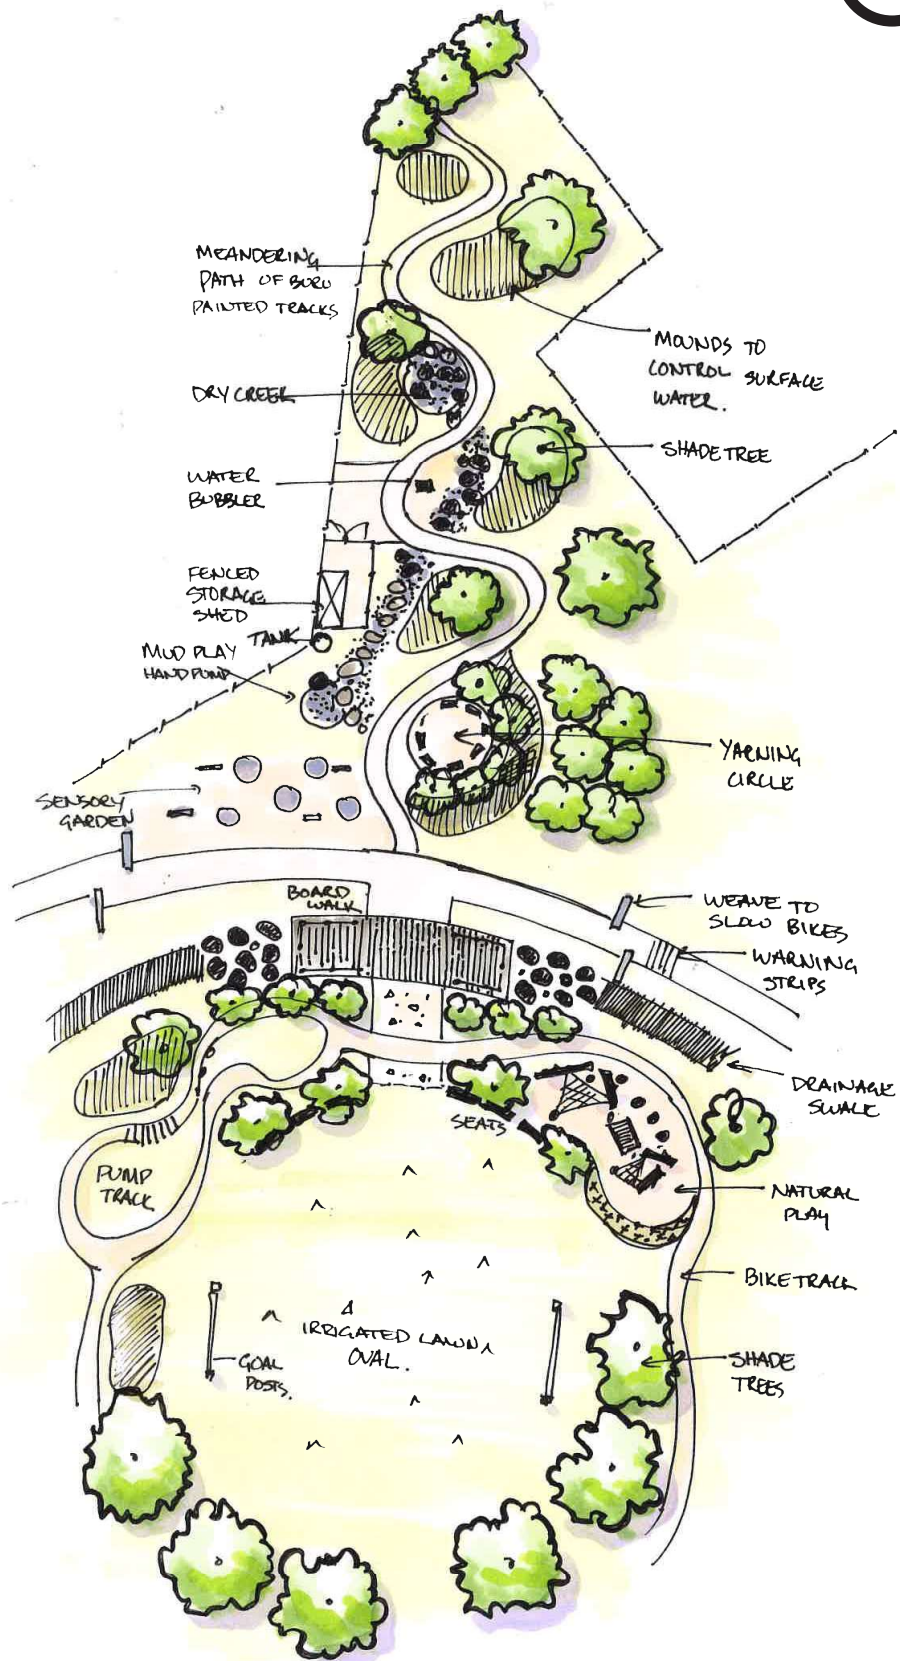 MEANDERING
PATH OF BORU
PAINTED TRACKS
MOUNDS TO
CONTROL SURFACE
WATER.
DRY CREEK
SHADE TREE
WATER
BUBBLER
FENCED
STORAGE
SHED
TANK
MUD PLAY
HAND PUMP
YARNING
CIRCLE
SENSORY
GARDEN
BOARD
WALK
WEAVE TO
SLOW BIKES
WARNING
STRIPS
DRAINAGE
SWALE
SEATS
PUMP
TRACK
NATURAL
PLAY
BIKE TRACK
IRRIGATED LAWN
OVAL.
GOAL
POSTS.
SHADE
TREES